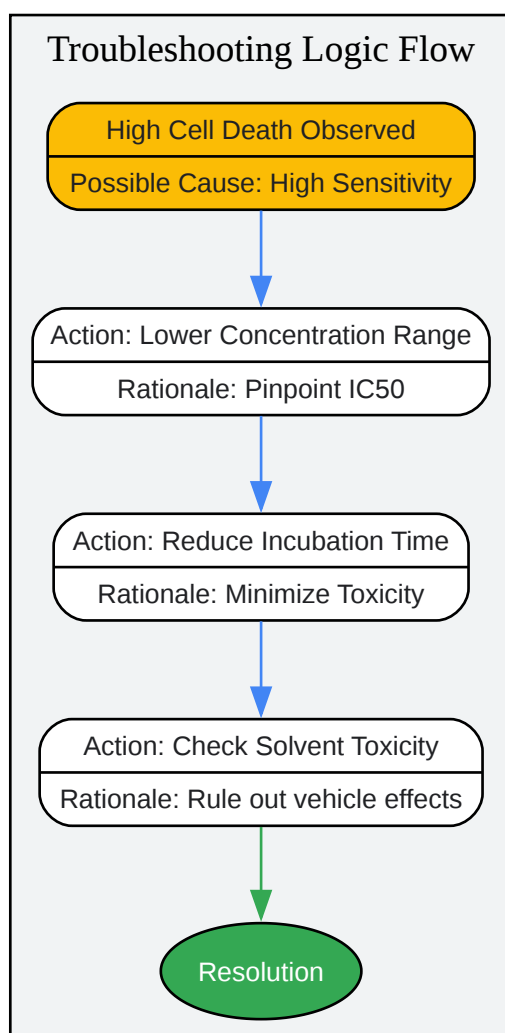 Troubleshooting Logic Flow
High Cell Death Observed
Possible Cause: High Sensitivity
Action: Lower Concentration Range
Rationale: Pinpoint IC50
Action: Reduce Incubation Time
Rationale: Minimize Toxicity
Action: Check Solvent Toxicity
Rationale: Rule out vehicle effects
Resolution